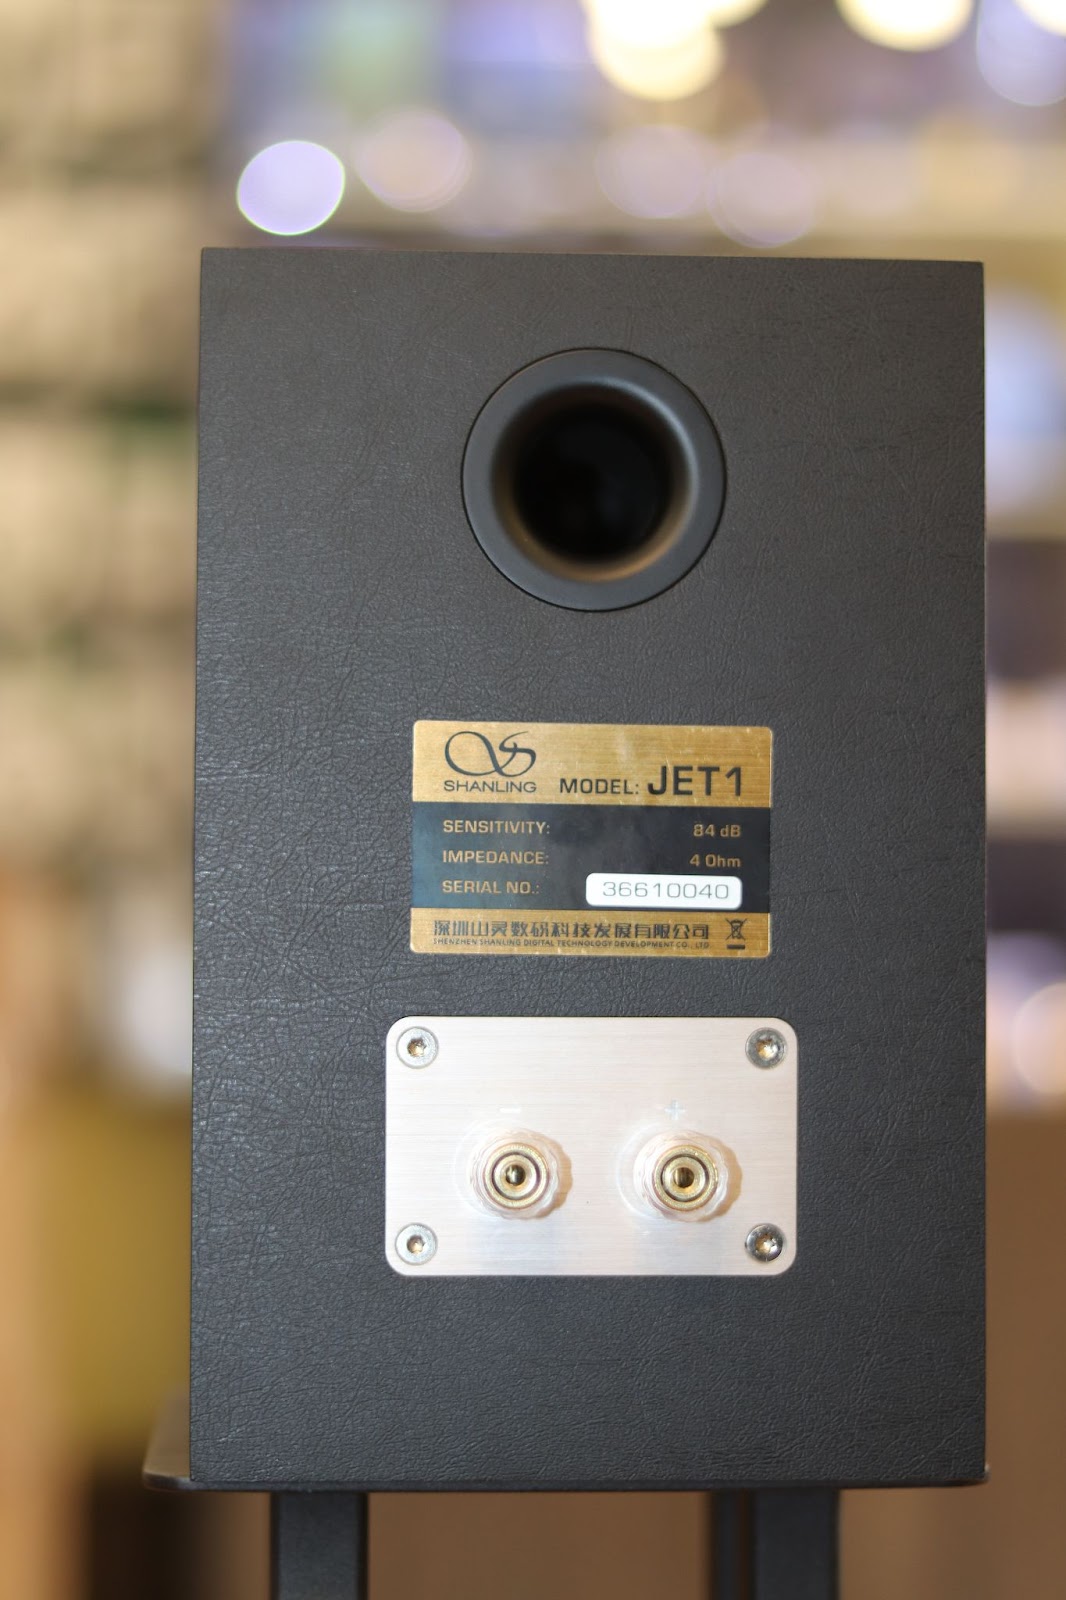 SHANLING
MODEL: JET1
SENSITIVITY: 84 dB
IMPEDANCE: 4 Ohm
SERIAL NO.: 36610040
深圳山灵数码科技发展有限公司
SHENZHEN SHANLING DIGITAL TECHNOLOGY DEVELOPMENT CO., LTD
− +